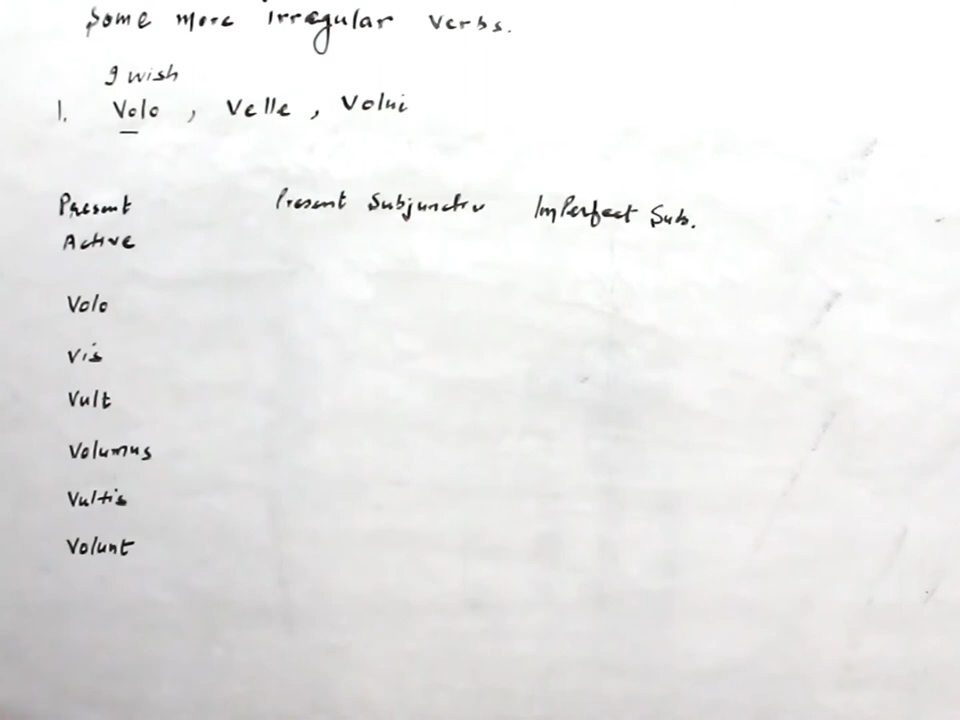 Some more irregular verbs.
I wish
1. Volo , Velle , Volui
Present Present Subjunctiv Imperfect Sub.
Active
Volo
Vis
Vult
Volumus
Vultis
Volunt